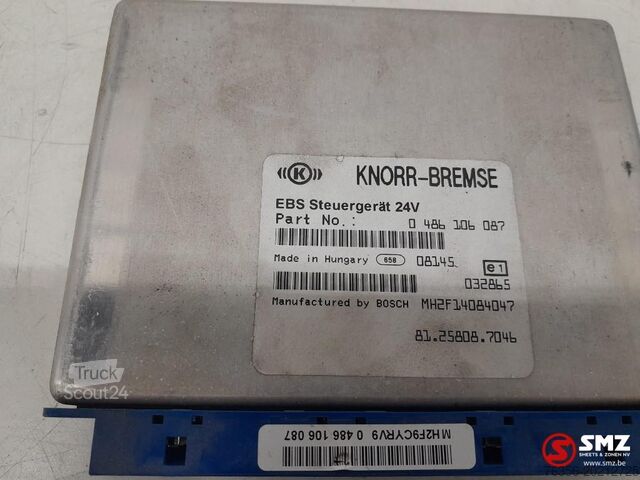 K KNORR-BREMSE
EBS Steuergerät 24V
Part No.: 0 486 106 087
Made in Hungary 658 08145 e1
032865
Manufactured by BOSCH MH2F14084047
81.25808.7046
MH2F9CYRV9 0 486 106 087
Truck
Scout24
SMZ
SHEETS & ZONEN NV
www.smz.be